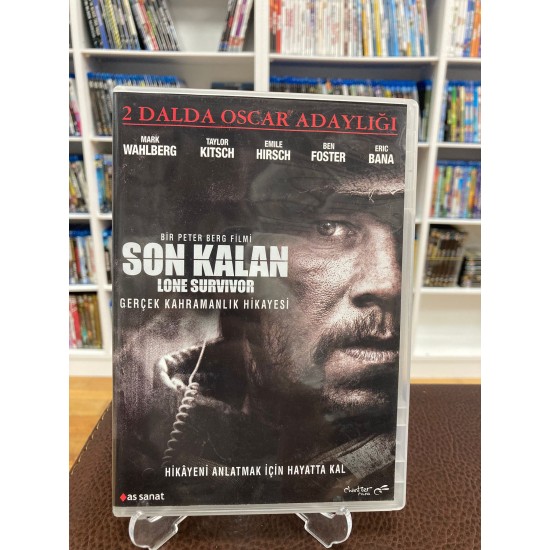 2 DALDA OSCAR ADAYLIĞI
MARK WAHLBERG
TAYLOR KITSCH
EMILE HIRSCH
BEN FOSTER
ERIC BANA
BİR PETER BERG FİLMİ
SON KALAN
LONE SURVIVOR
GERÇEK KAHRAMANLIK HİKAYESİ
HİKÂYENİ ANLATMAK İÇİN HAYATTA KAL
as sanat